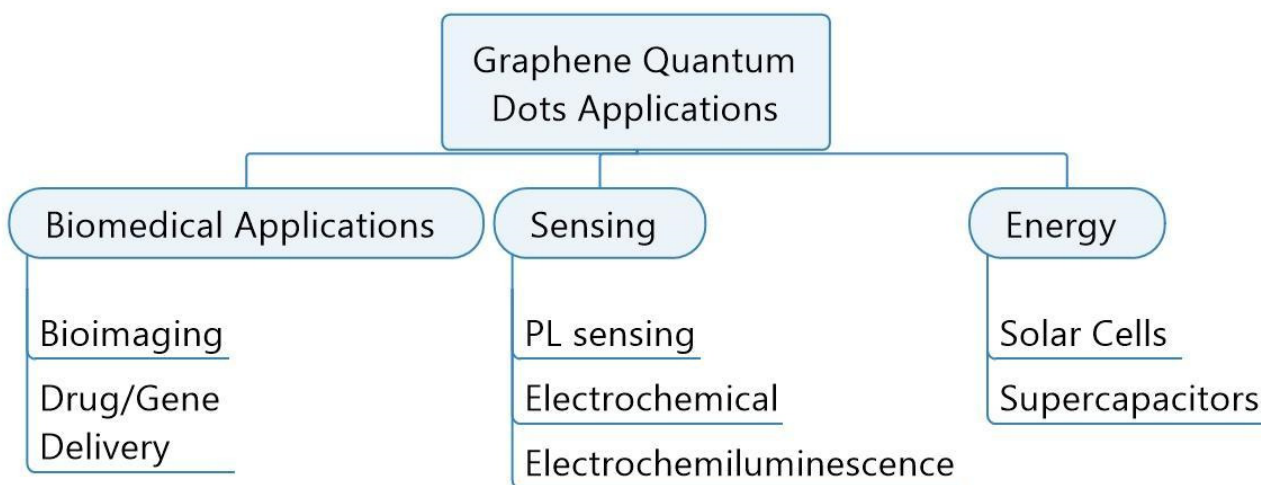 Graphene Quantum
Dots Applications
Biomedical Applications
Sensing
Energy
Bioimaging
Drug/Gene
Delivery
PL sensing
Electrochemical
Electrochemiluminescence
Solar Cells
Supercapacitors